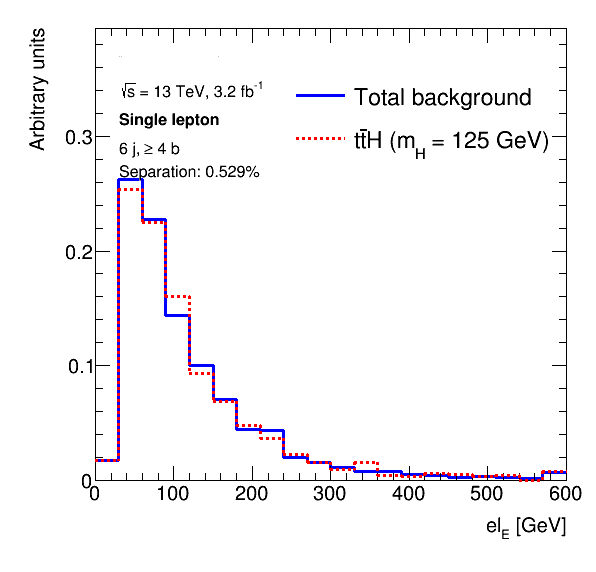 Arbitrary units
√s = 13 TeV, 3.2 fb⁻¹
Single lepton
6 j, ≥ 4 b
Separation: 0.529%
Total background
tt̄H (m_H = 125 GeV)
0.3
0.2
0.1
0
0 100 200 300 400 500 600
el_E [GeV]